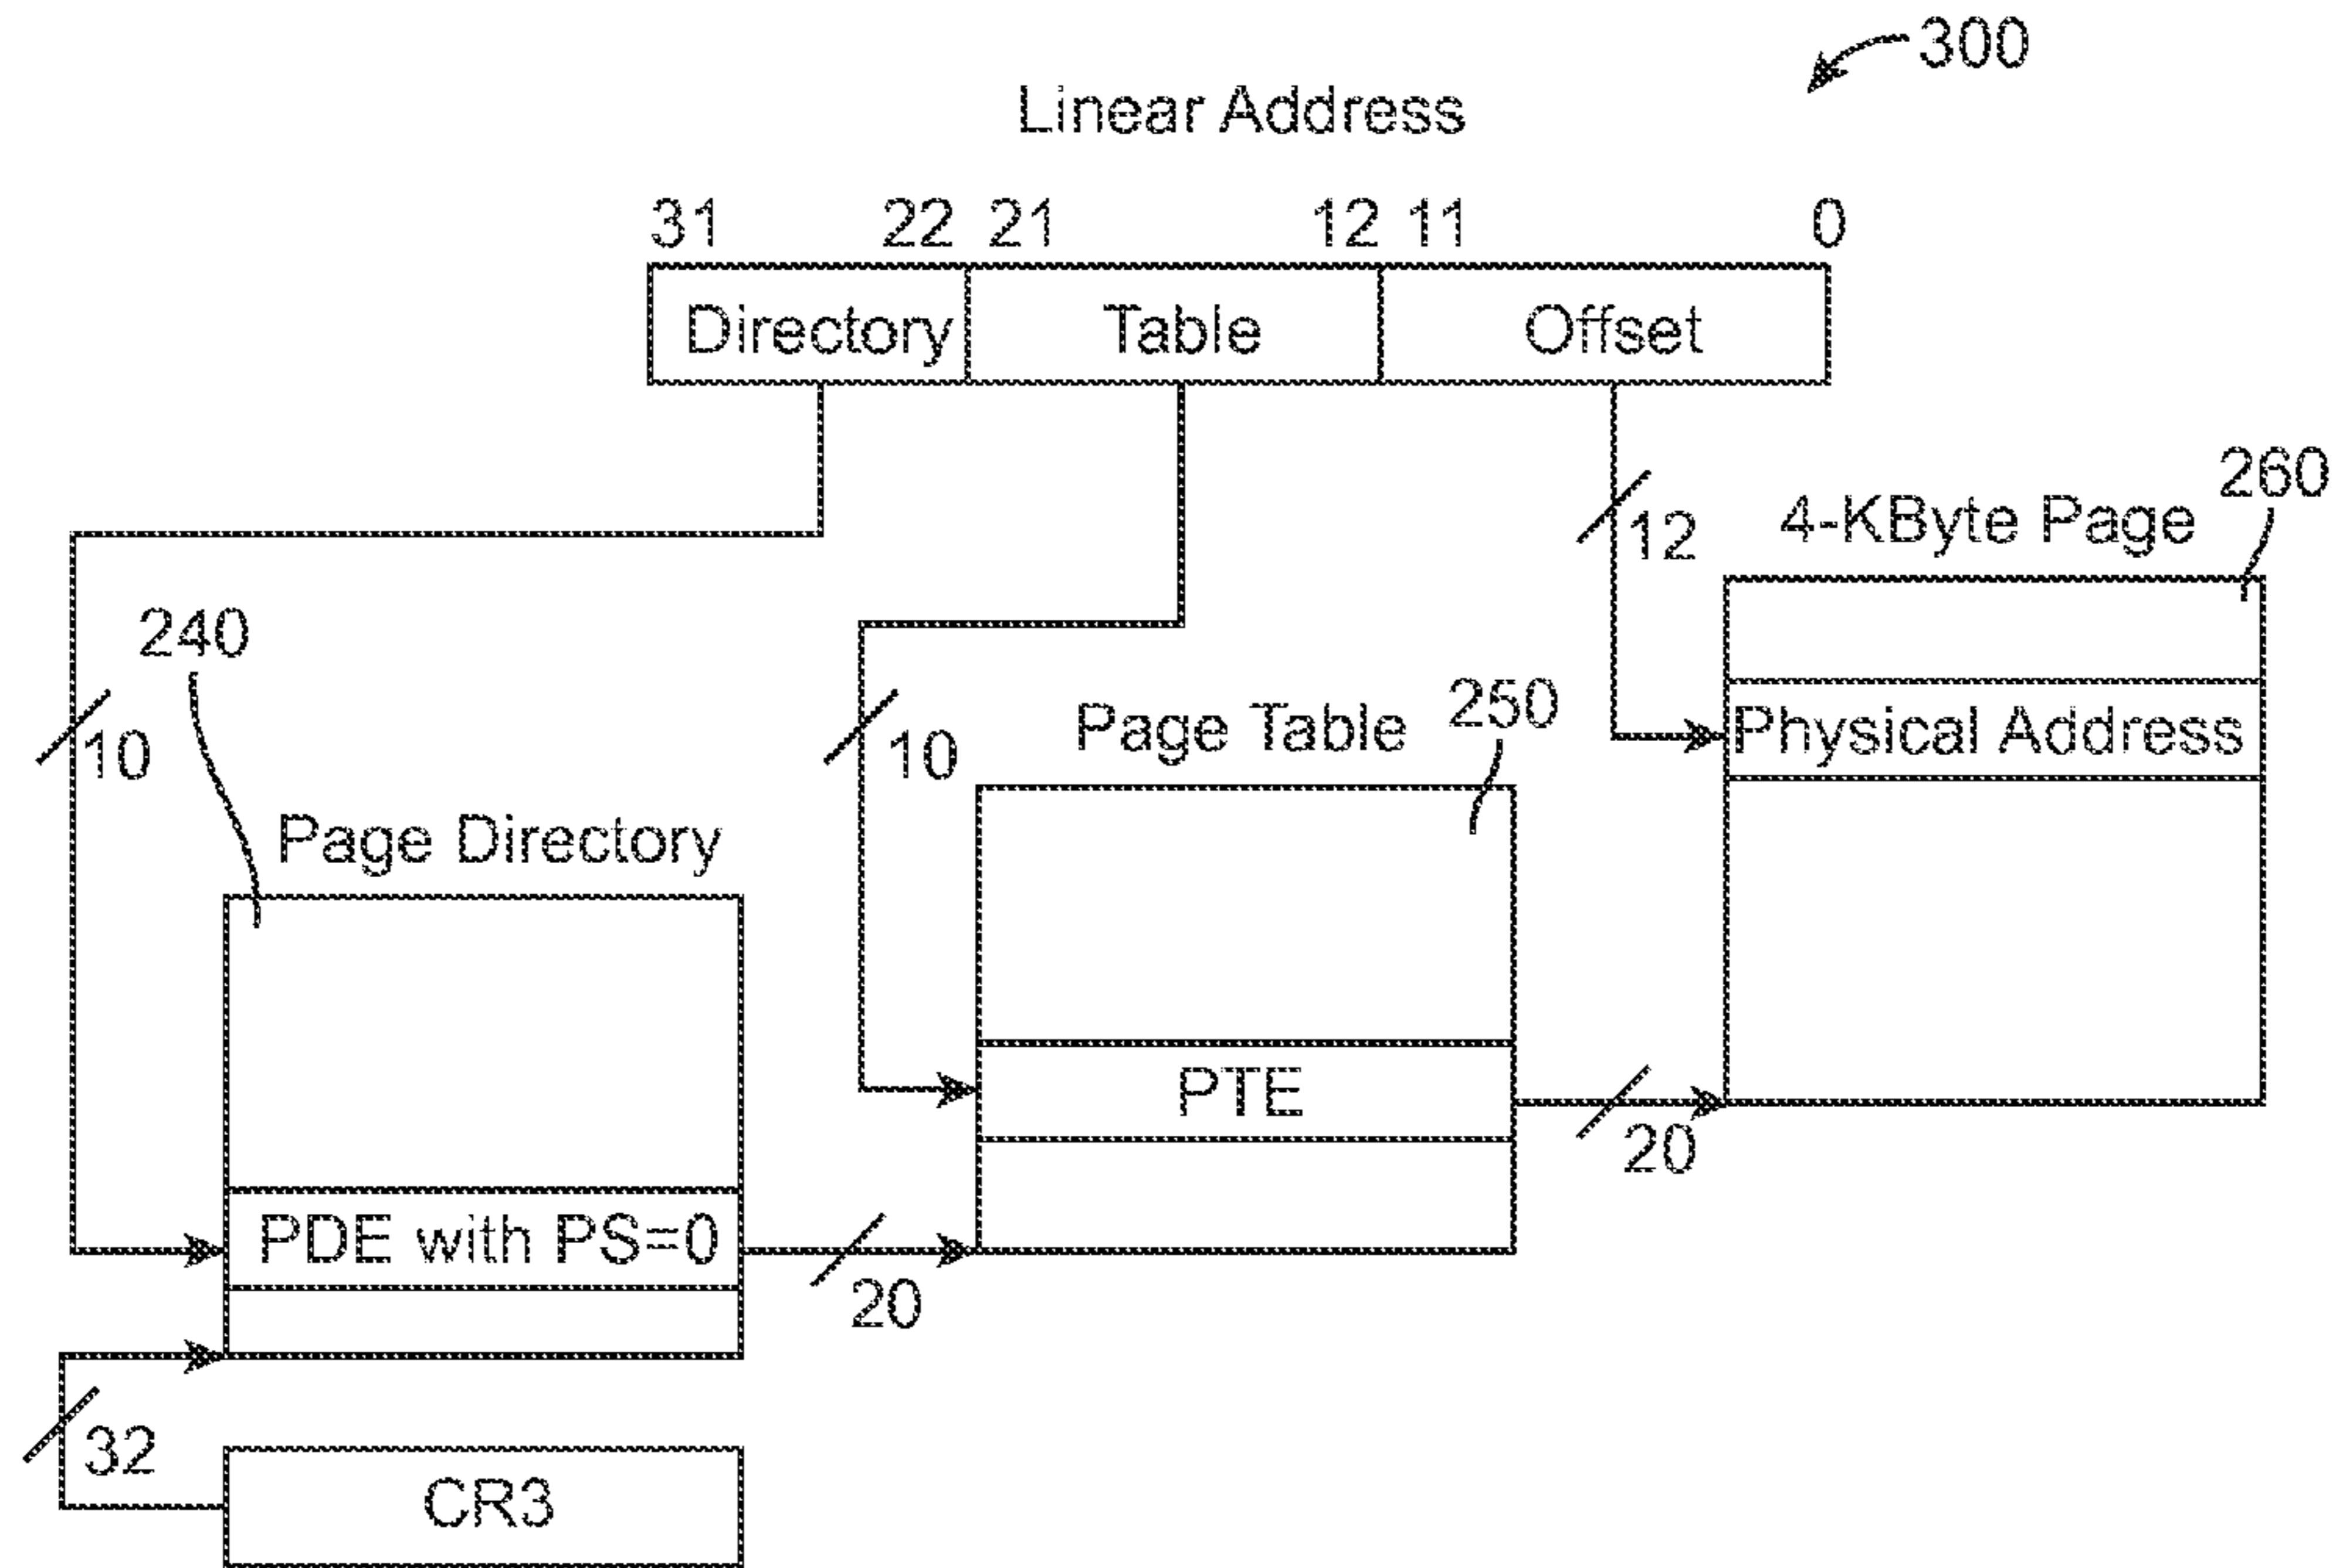 300
Linear Address
31 22 21 12 11 0
Directory Table Offset
260
12 4-KByte Page
240
250
10 10 Page Table Physical Address
Page Directory
PTE
20
PDE with PS=0
20
32
CR3